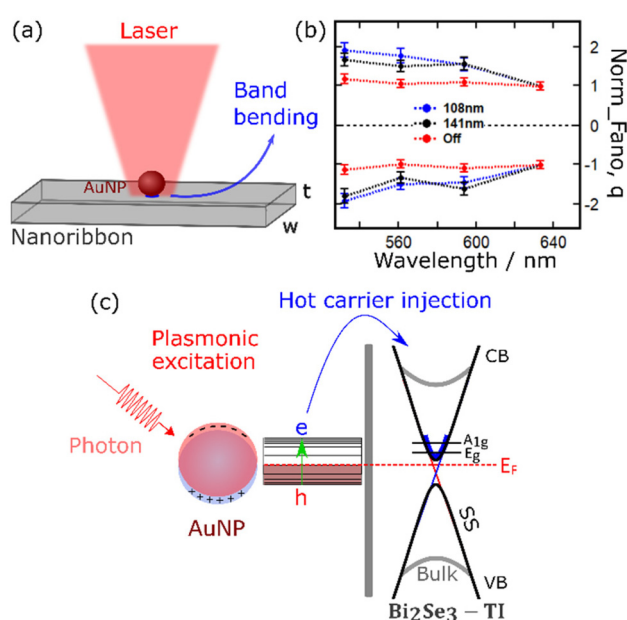 (a)
Laser
Band
bending
AuNP
t
w
Nanoribbon
(b)
2
1
0
-1
-2
Norm_Fano, q
108nm
141nm
Off
560
600
640
Wavelength / nm
(c)
Hot carrier injection
Plasmonic
excitation
Photon
- - - - -
+ + + + +
AuNP
e
h
CB
A1g
Eg
EF
SS
Bulk
VB
Bi2Se3 – TI